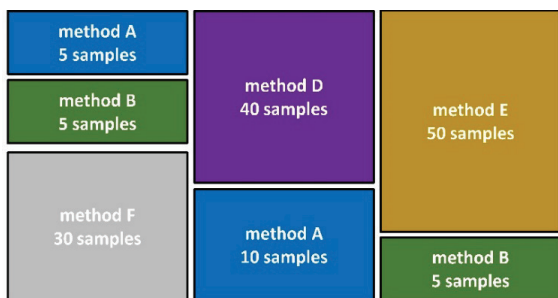 method A
5 samples
method B
5 samples
method F
30 samples
method D
40 samples
method A
10 samples
method E
50 samples
method B
5 samples